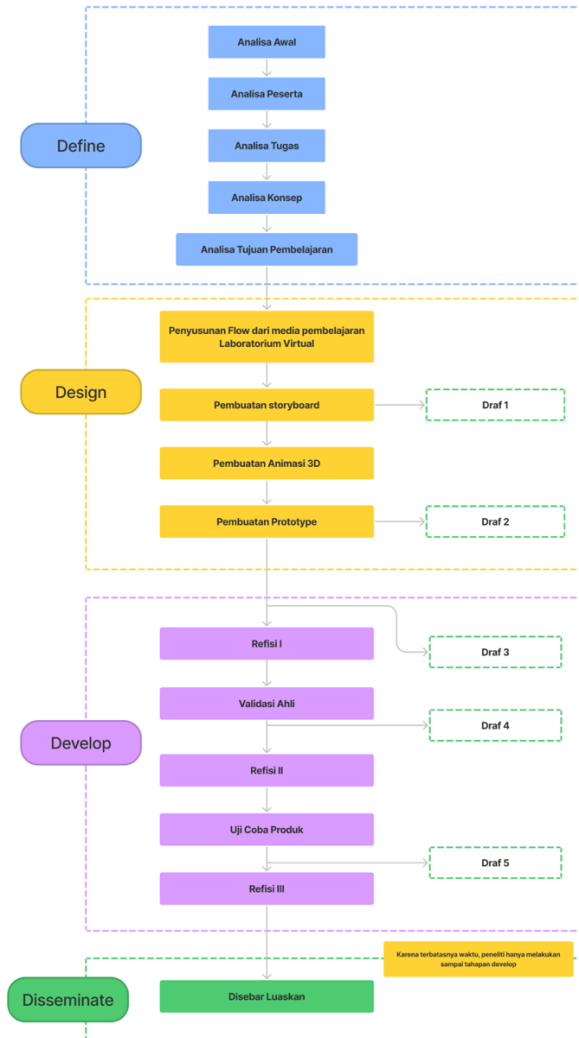 Define
Analisa Awal
Analisa Peserta
Analisa Tugas
Analisa Konsep
Analisa Tujuan Pembelajaran
Design
Penyusunan Flow dari media pembelajaran
Laboratorium Virtual
Pembuatan storyboard
Draf 1
Pembuatan Animasi 3D
Pembuatan Prototype
Draf 2
Develop
Refisi I
Draf 3
Validasi Ahli
Draf 4
Refisi II
Uji Coba Produk
Draf 5
Refisi III
Karena terbatasnya waktu, peneliti hanya melakukan
sampai tahapan develop
Disseminate
Disebar Luaskan